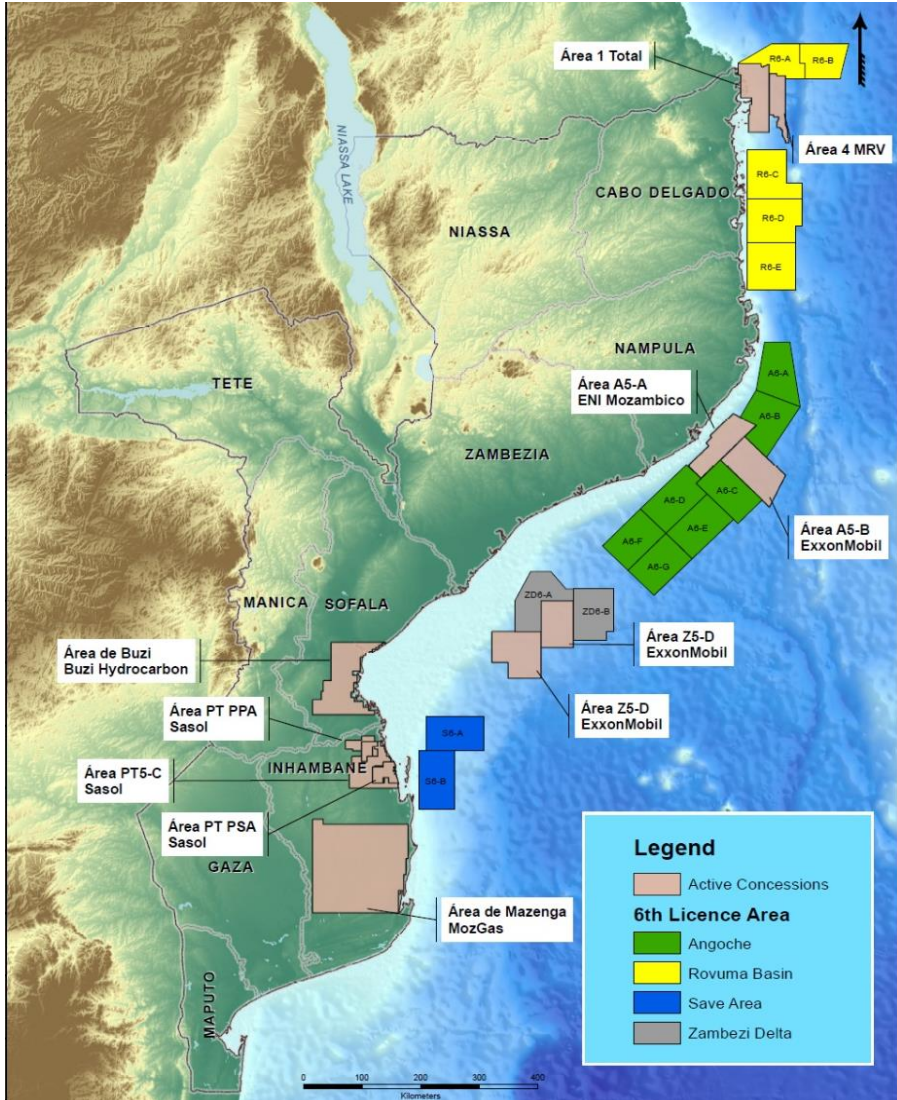 R6-A
R6-B
Área 1 Total
Área 4 MRV
NIASSA LAKE
CABO DELGADO
R6-C
NIASSA
R6-D
R6-E
NAMPULA
A6-A
TETE
Área A5-A
ENI Mozambico
A6-B
ZAMBEZIA
A6-C
A6-D
A6-E
A6-F
A6-G
Área A5-B
ExxonMobil
MANICA
SOFALA
ZD6-A
ZD6-B
Área de Buzi
Buzi Hydrocarbon
Área Z5-D
ExxonMobil
Área Z5-D
ExxonMobil
Área PT PPA
Sasol
S6-A
INHAMBANE
S6-B
Área PT5-C
Sasol
Área PT PSA
Sasol
GAZA
Área de Mazenga
MozGas
MAPUTO
Legend
Active Concessions
6th Licence Area
Angoche
Rovuma Basin
Save Area
Zambezi Delta
0 100 200 300 400
Kilometers